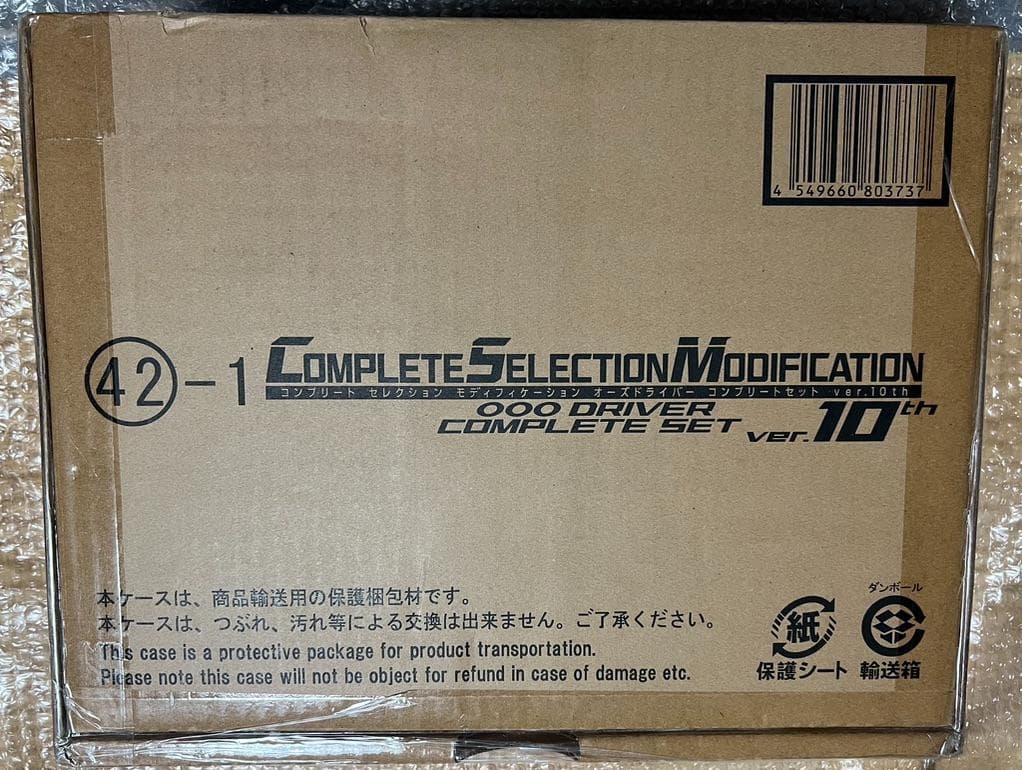 4 549660 803737
42-1
COMPLETE SELECTION MODIFICATION
コンプリート セレクション モディフィケーション オーズドライバー コンプリートセット ver.10th
OOO DRIVER
COMPLETE SET ver.10th
本ケースは、商品輸送用の保護梱包材です。
本ケースは、つぶれ、汚れ等による交換は出来ません。ご了承ください。
This case is a protective package for product transportation.
Please note this case will not be object for refund in case of damage etc.
紙
保護シート
ダンボール
輸送箱